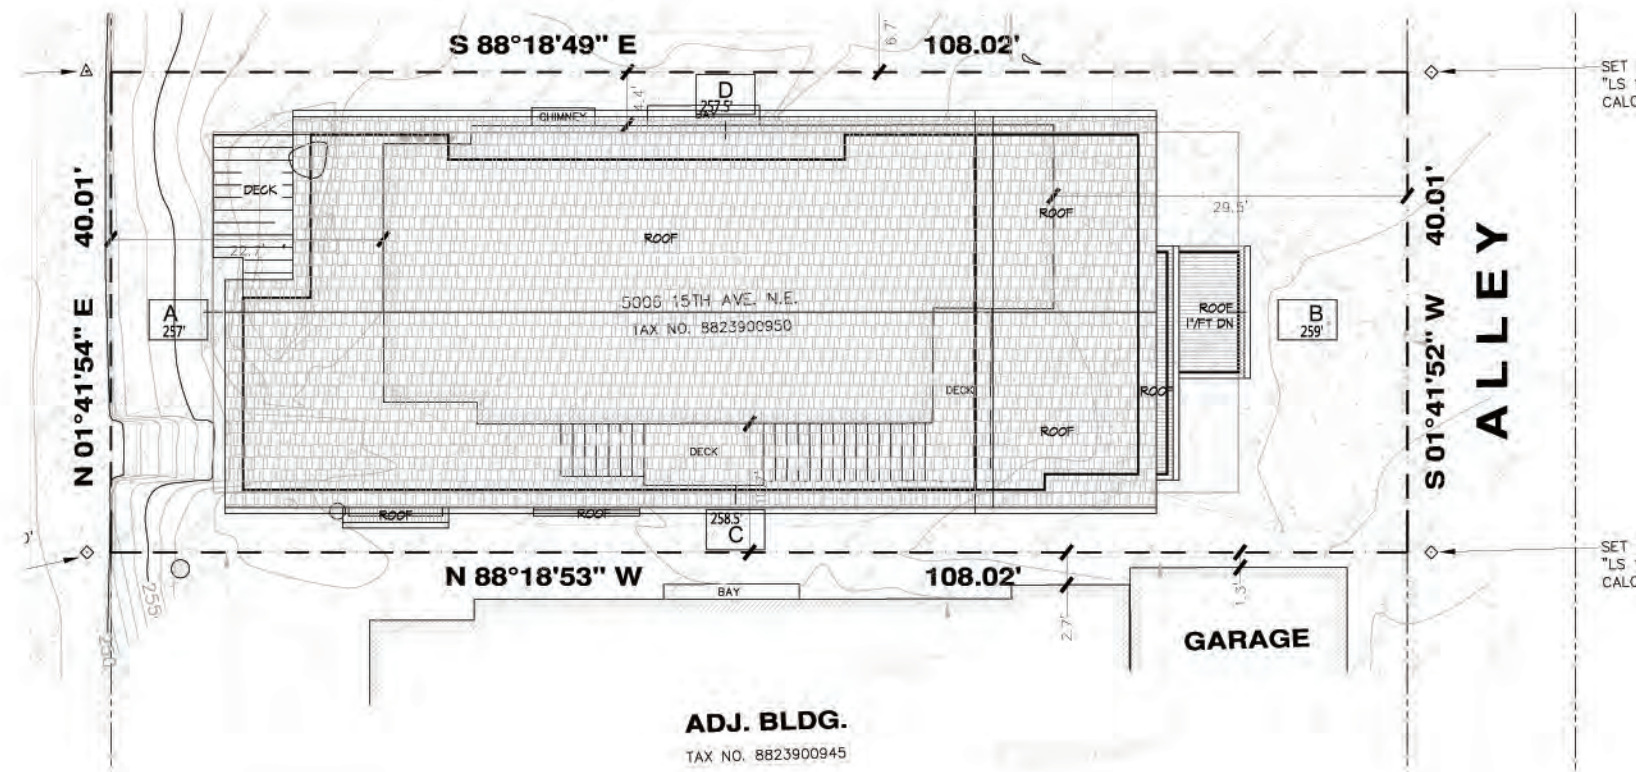 S 88°18'49" E
108.02'
6.7'
SET
"LS
CALC
D
257.5'
4.4'
CHIMNEY
BAY
DECK
40.01'
ROOF
29.5'
40.01'
22.7'
ROOF
A
257'
5006 15TH AVE. N.E.
TAX NO. 8823900950
ROOF
1"/FT DN
B
259'
ALLEY
N 01°41'54" E
S 01°41'52" W
DECK
ROOF
ROOF
DECK
ROOF
ROOF
258.5'
C
SET
"LS
CALC
N 88°18'53" W
108.02'
255
BAY
1.3'
2.7'
250
GARAGE
ADJ. BLDG.
TAX NO. 8823900945